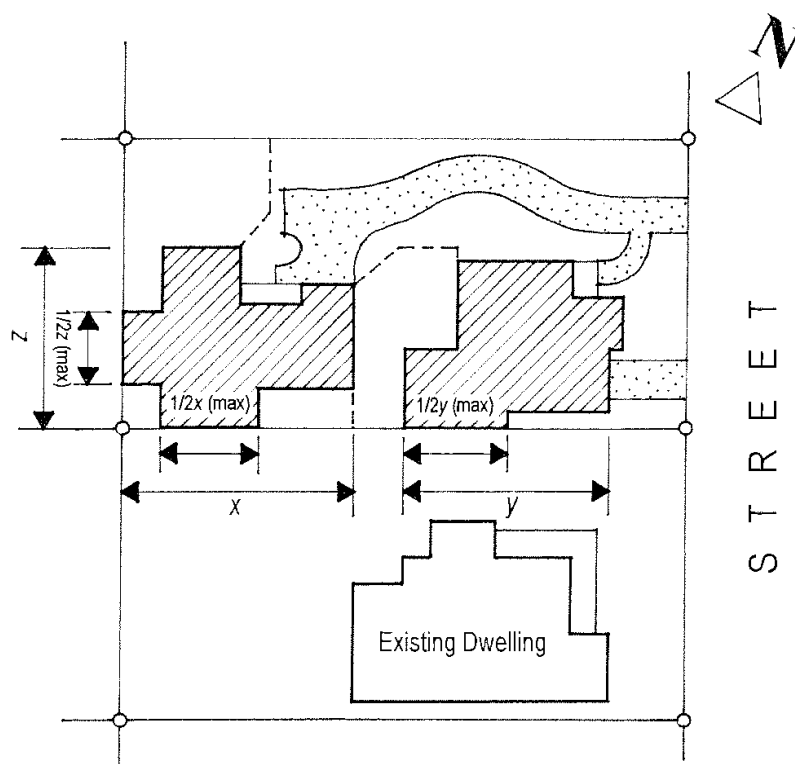 N
z
1/2z (max)
1/2x (max)
1/2y (max)
x
y
STREET
Existing Dwelling